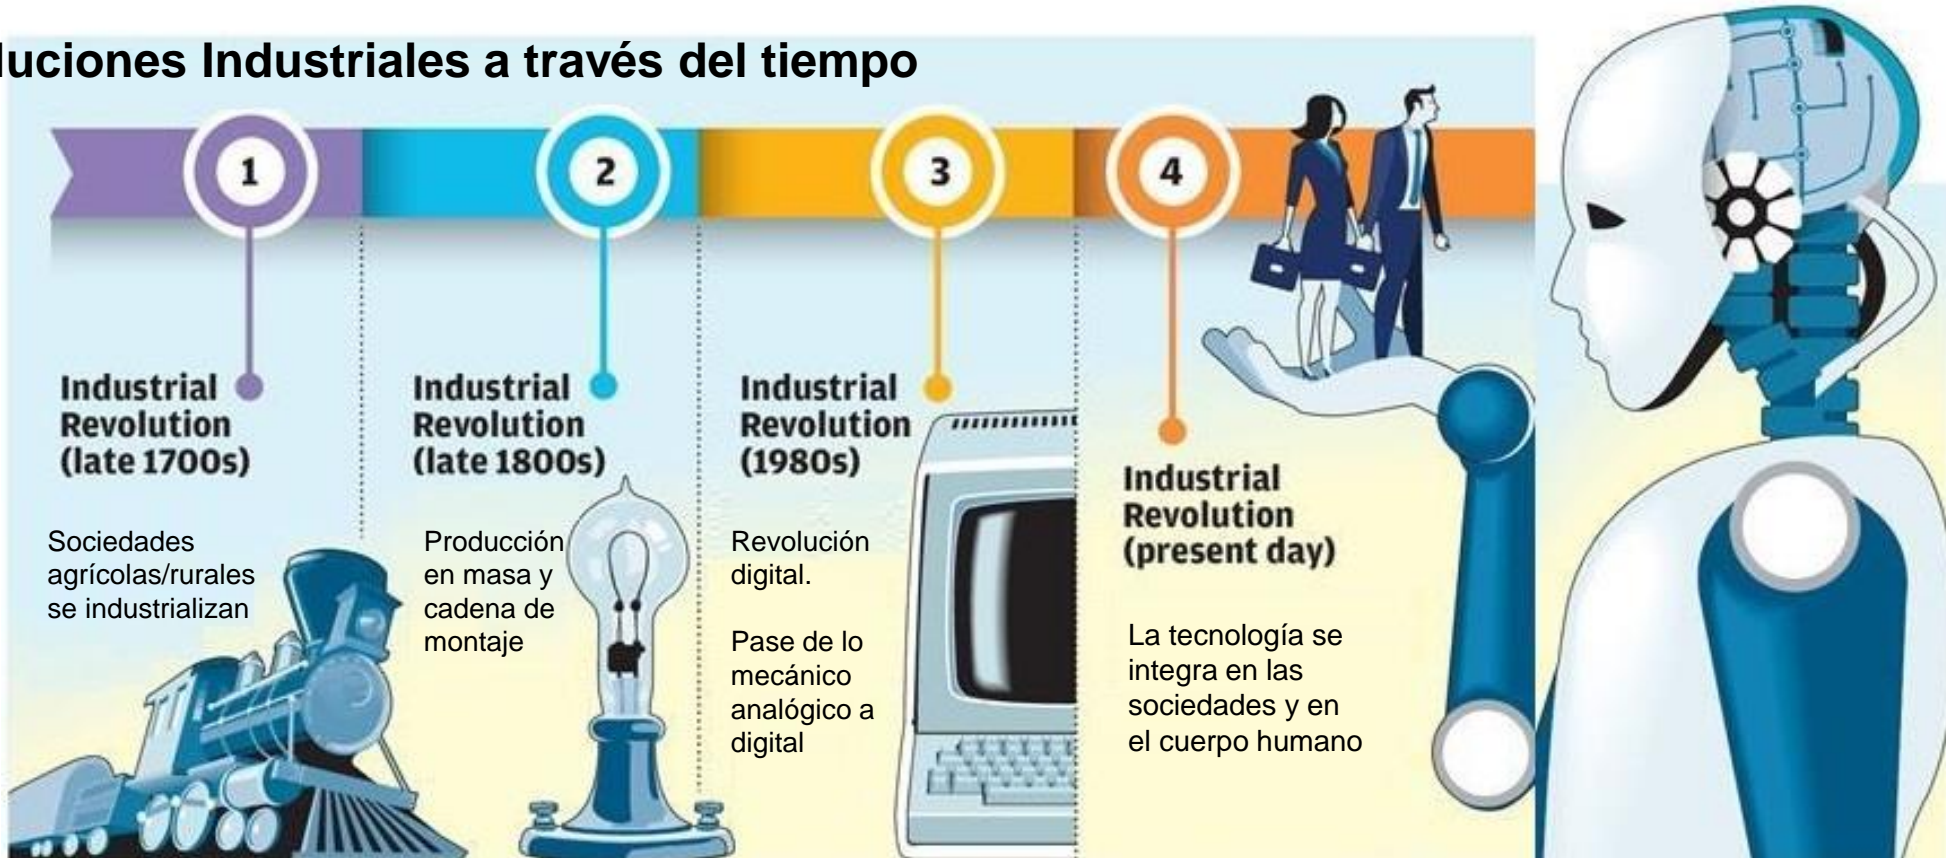 luciones Industriales a través del tiempo
1
2
3
4
Industrial
Revolution
(late 1700s)
Sociedades
agrícolas/rurales
se industrializan
Industrial
Revolution
(late 1800s)
Producción
en masa y
cadena de
montaje
Industrial
Revolution
(1980s)
Revolución
digital.
Pase de lo
mecánico
analógico a
digital
Industrial
Revolution
(present day)
La tecnología se
integra en las
sociedades y en
el cuerpo humano